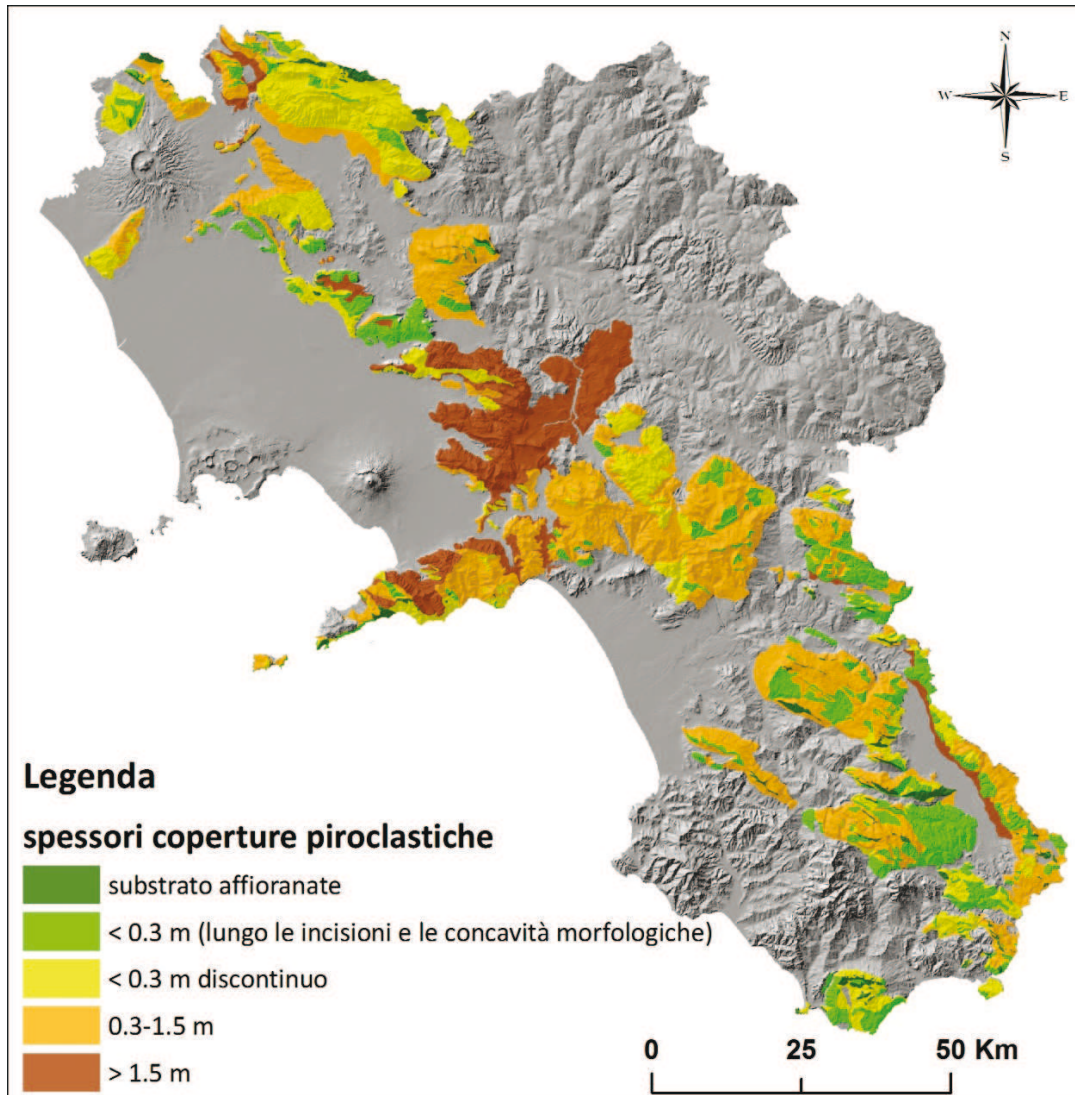 N
W E
S
Legenda
spessori coperture piroclastiche
substrato affioranate
< 0.3 m (lungo le incisioni e le concavità morfologiche)
< 0.3 m discontinuo
0.3-1.5 m
> 1.5 m
0 25 50 Km